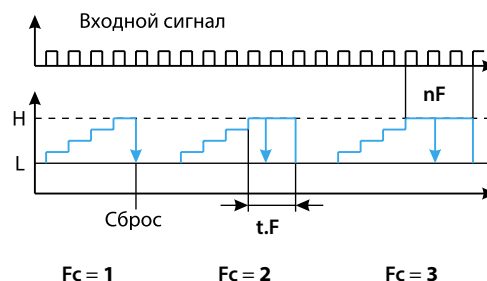 Входной сигнал
nF
H
L
Сброс
t.F
Fc = 1
Fc = 2
Fc = 3